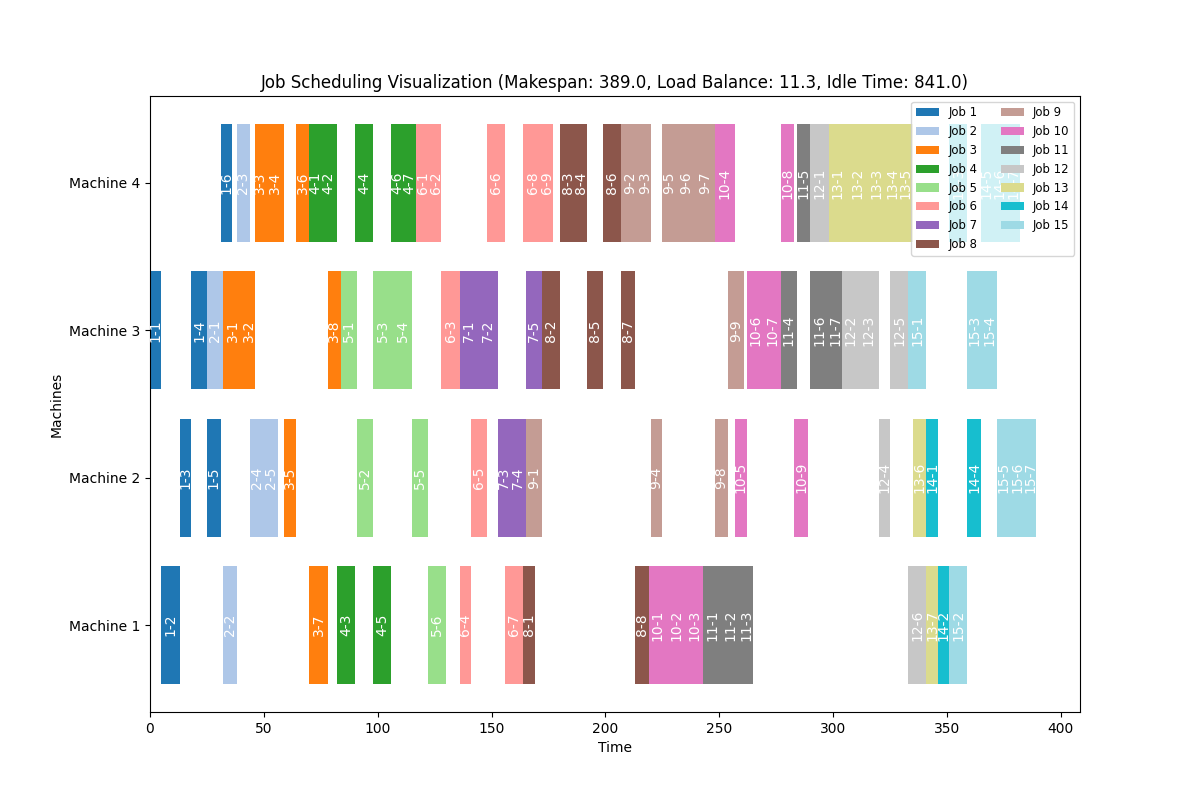 Job Scheduling Visualization (Makespan: 389.0, Load Balance: 11.3, Idle Time: 841.0)
Machines
Machine 4
1-6 2-3 3-3 3-4 3-6 4-1 4-2 4-4 4-6 4-7 6-1 6-2 6-6 6-8 6-9 8-3 8-4 8-6 9-2 9-3 9-5 9-6 9-7 10-4 10-8 11-5 12-1 13-1 13-2 13-3 13-4 13-5
Machine 3
1-1 1-4 2-1 3-1 3-2 3-8 5-1 5-3 5-4 6-3 7-1 7-2 7-5 8-2 8-5 8-7 9-9 10-6 10-7 11-4 11-6 11-7 12-2 12-3 12-5 15-1 15-3 15-4
Machine 2
1-3 1-5 2-4 2-5 3-5 5-2 5-5 6-5 7-3 7-4 9-1 9-4 9-8 10-5 10-9 12-4 13-6 14-1 14-4 15-5 15-6 15-7
Machine 1
1-2 2-2 3-7 4-3 4-5 5-6 6-4 6-7 8-1 8-8 10-1 10-2 10-3 11-1 11-2 11-3 12-6 13-7 14-2 15-2
0 50 100 150 200 250 300 350 400
Time
Job 1
Job 2
Job 3
Job 4
Job 5
Job 6
Job 7
Job 8
Job 9
Job 10
Job 11
Job 12
Job 13
Job 14
Job 15